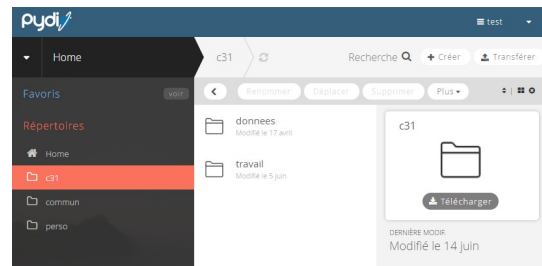 pydi
test
Home
c31
Recherche
Créer
Transférer
Favoris
voir
Renommer
Déplacer
Supprimer
Plus
Répertoires
Home
c31
commun
perso
donnees
Modifié le 17 avril
travail
Modifié le 5 juin
c31
Télécharger
DERNIÈRE MODIF.
Modifié le 14 juin